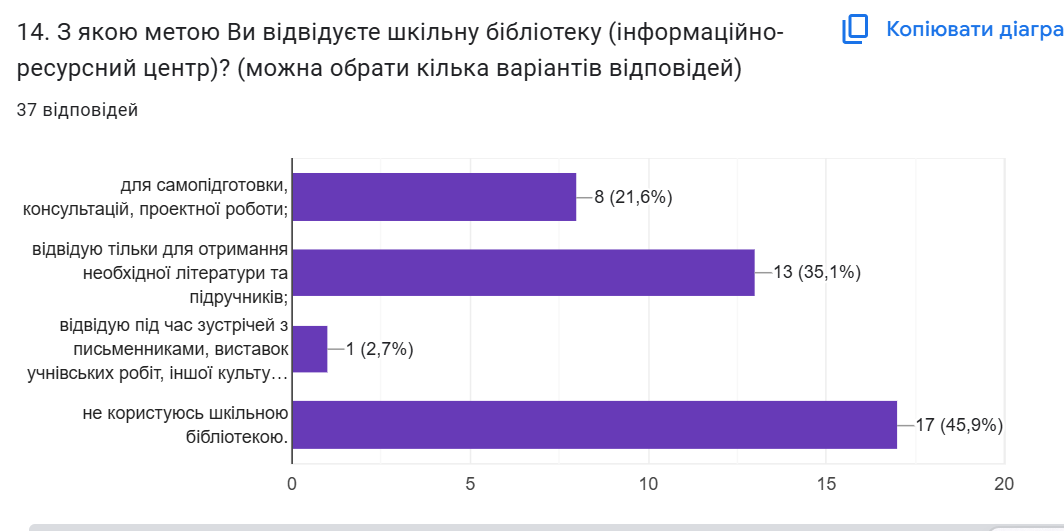 14. З якою метою Ви відвідуєте шкільну бібліотеку (інформаційно-
ресурсний центр)? (можна обрати кілька варіантів відповідей)
Копіювати діагра
37 відповідей
для самопідготовки,
консультацій, проектної роботи;
8 (21,6%)
відвідую тільки для отримання
необхідної літератури та
підручників;
13 (35,1%)
відвідую під час зустрічей з
письменниками, виставок
учнівських робіт, іншої культу…
1 (2,7%)
не користуюсь шкільною
бібліотекою.
17 (45,9%)
0 5 10 15 20